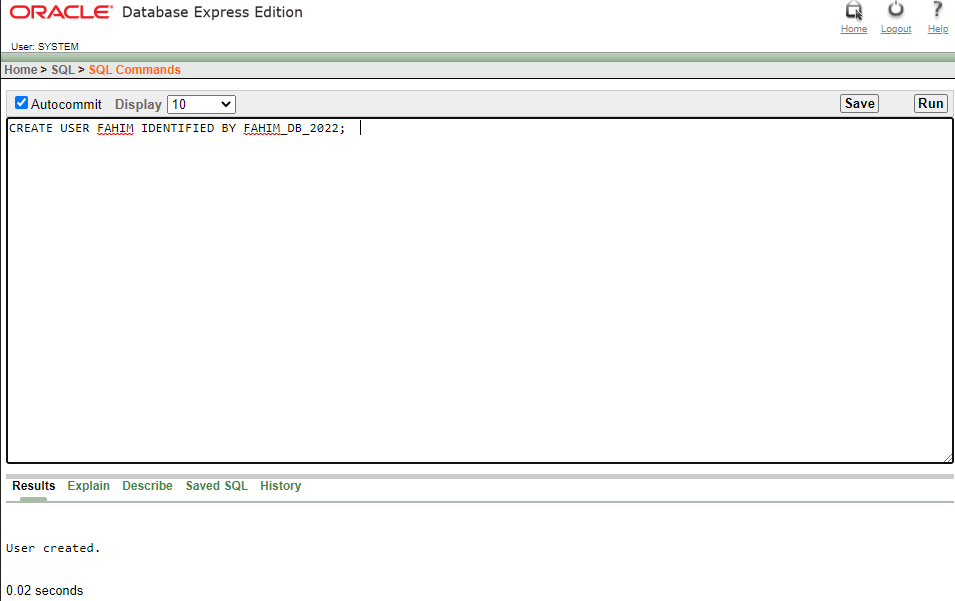 ORACLE Database Express Edition
Home Logout Help
User: SYSTEM
Home > SQL > SQL Commands
Autocommit Display 10 Save Run
CREATE USER FAHIM IDENTIFIED BY FAHIM_DB_2022;
Results Explain Describe Saved SQL History
User created.
0.02 seconds